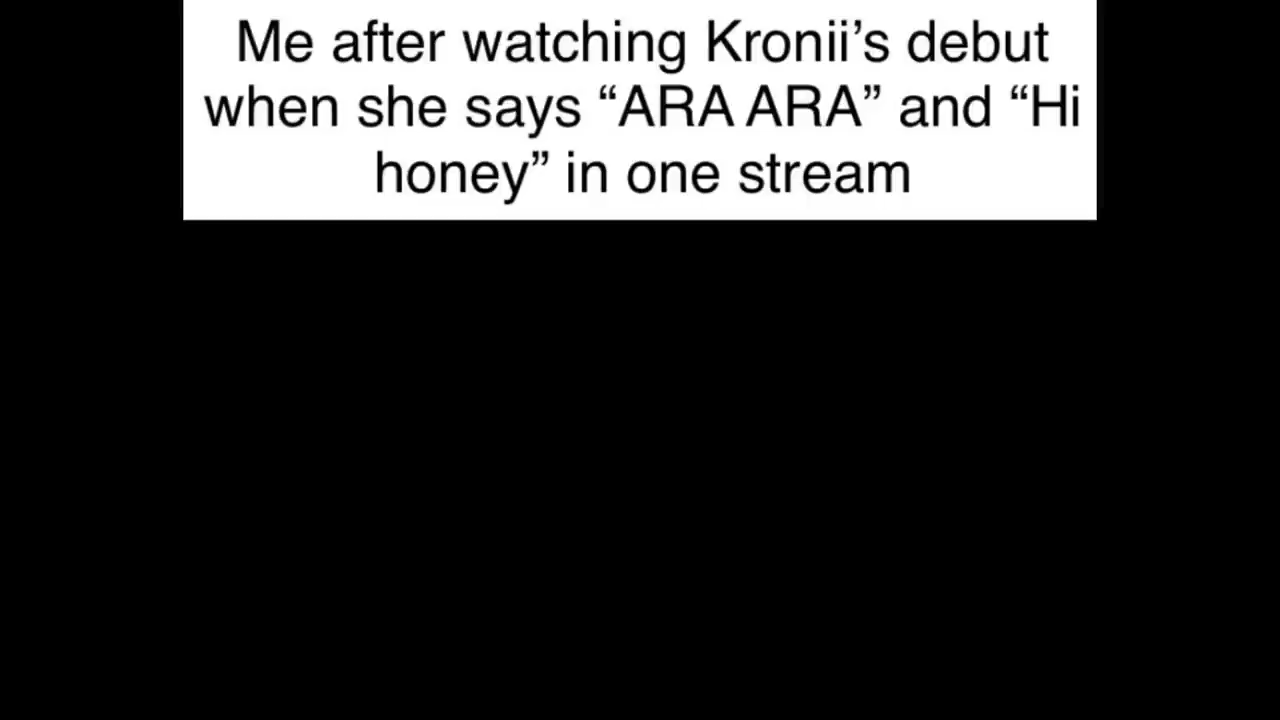 Me after watching Kronii’s debut
when she says “ARA ARA” and “Hi
honey” in one stream